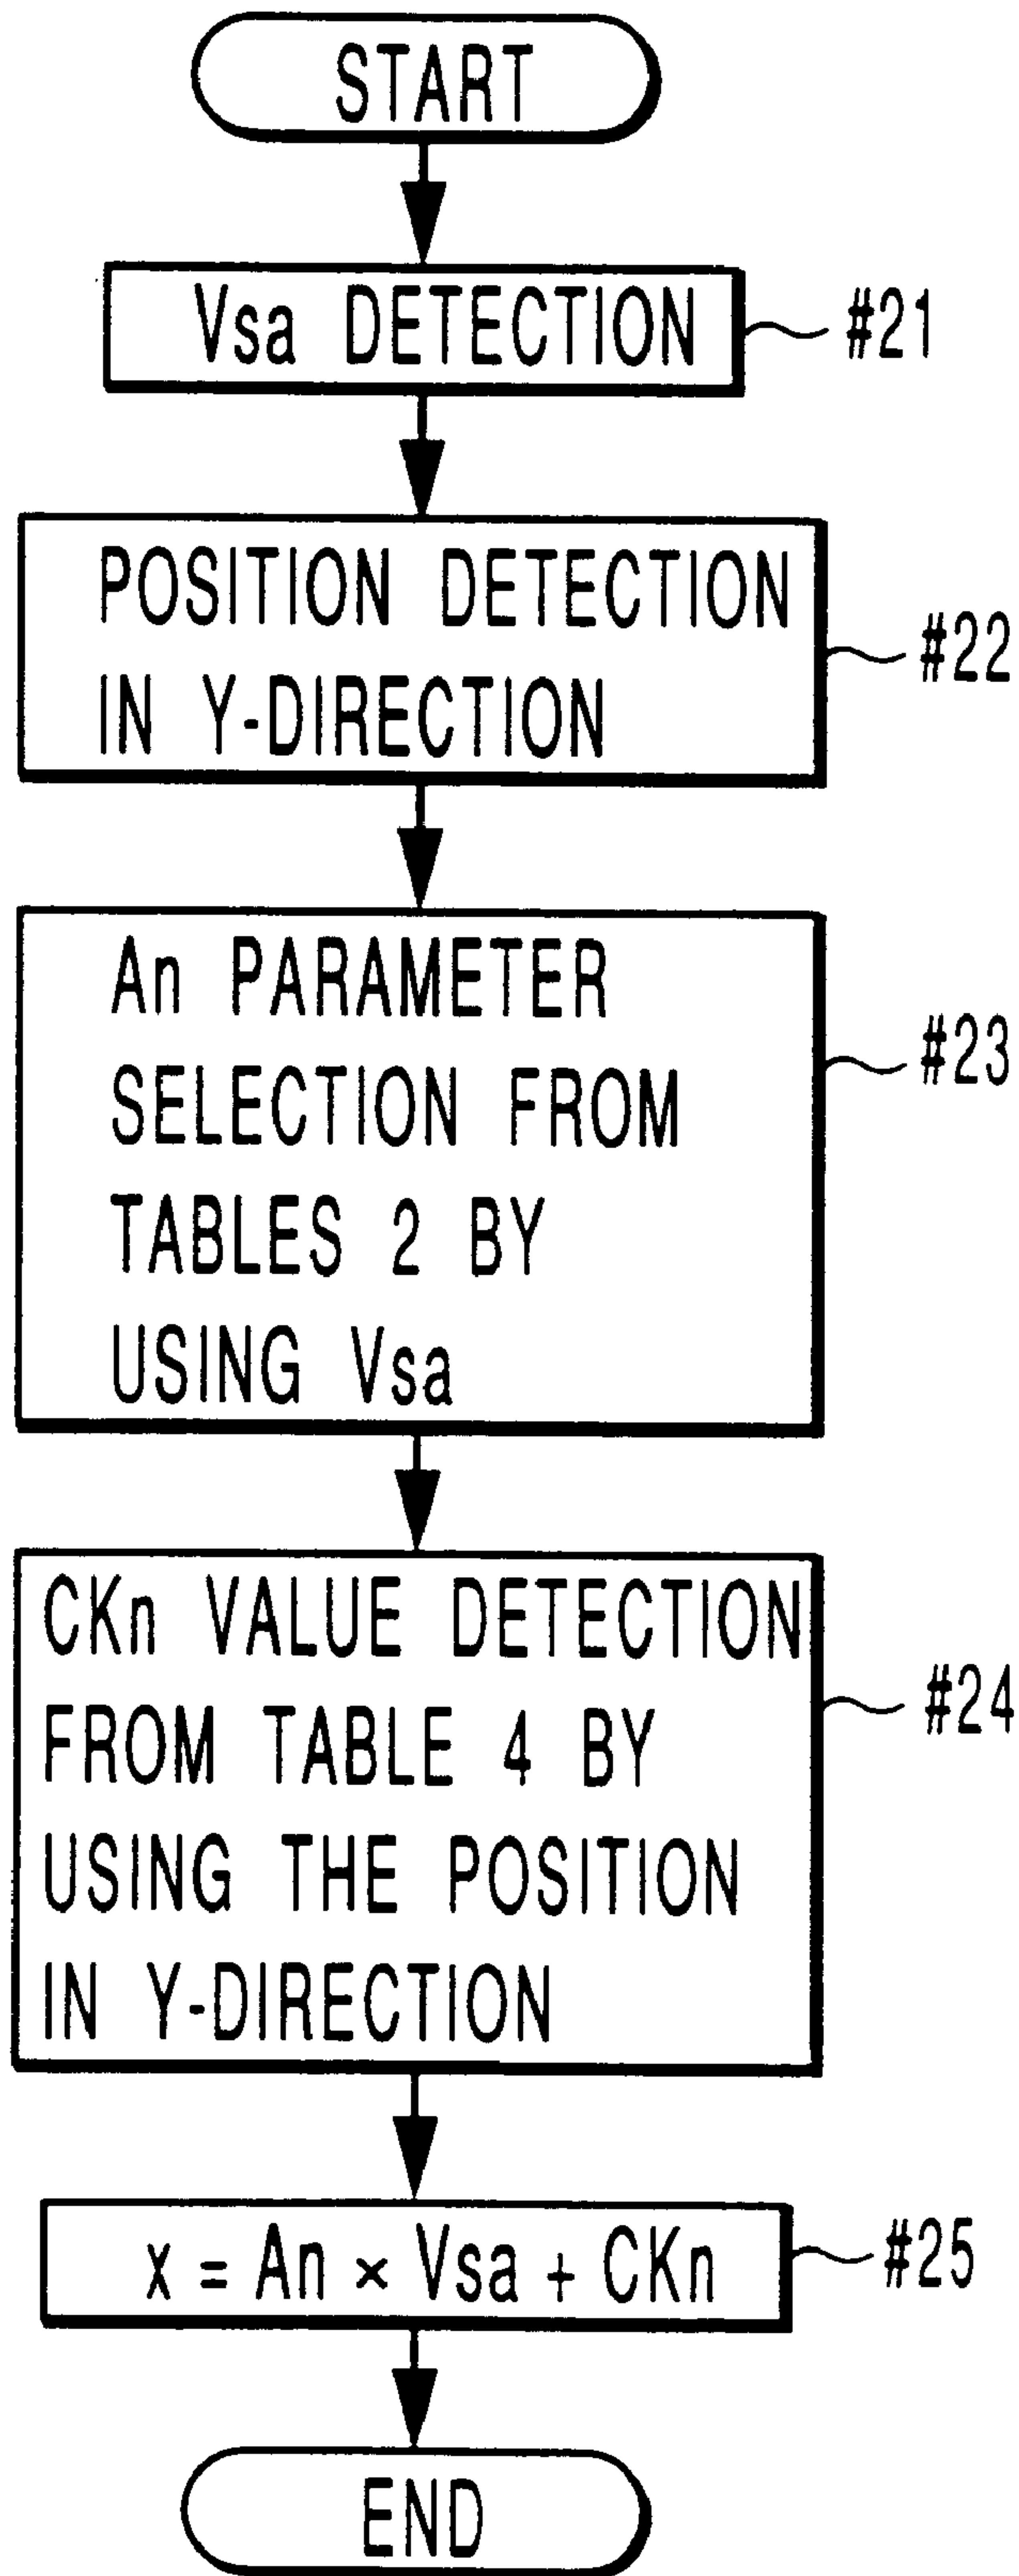 START
Vsa DETECTION
#21
POSITION DETECTION
IN Y-DIRECTION
#22
An PARAMETER
SELECTION FROM
TABLES 2 BY
USING Vsa
#23
CKn VALUE DETECTION
FROM TABLE 4 BY
USING THE POSITION
IN Y-DIRECTION
#24
x = An × Vsa + CKn
#25
END